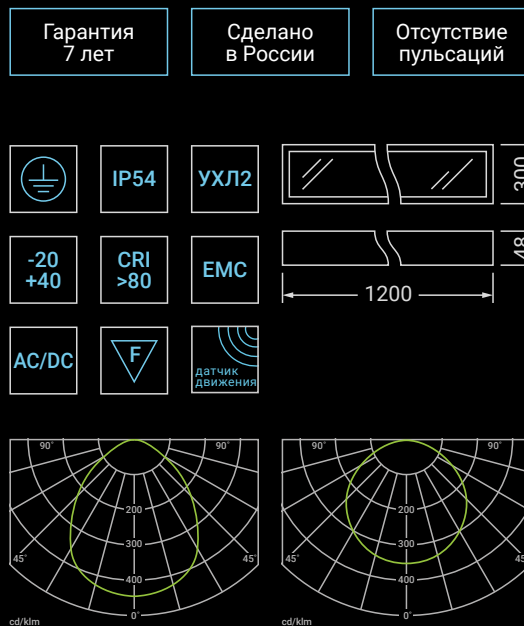 Гарантия
7 лет
Сделано
в России
Отсутствие
пульсаций
IP54
УХЛ2
300
-20
+40
CRI
>80
EMC
48
1200
AC/DC
F
датчик
движения
90°
90°
200
300
45°
45°
400
0°
cd/klm
90°
90°
200
300
45°
45°
400
0°
cd/klm